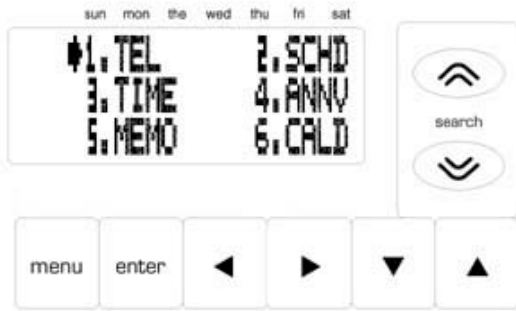 sun mon the wed thu fri sat
1.TEL 2.SCHD
3.TIME 4.ANNV
5.MEMO 6.CALD
search
menu enter